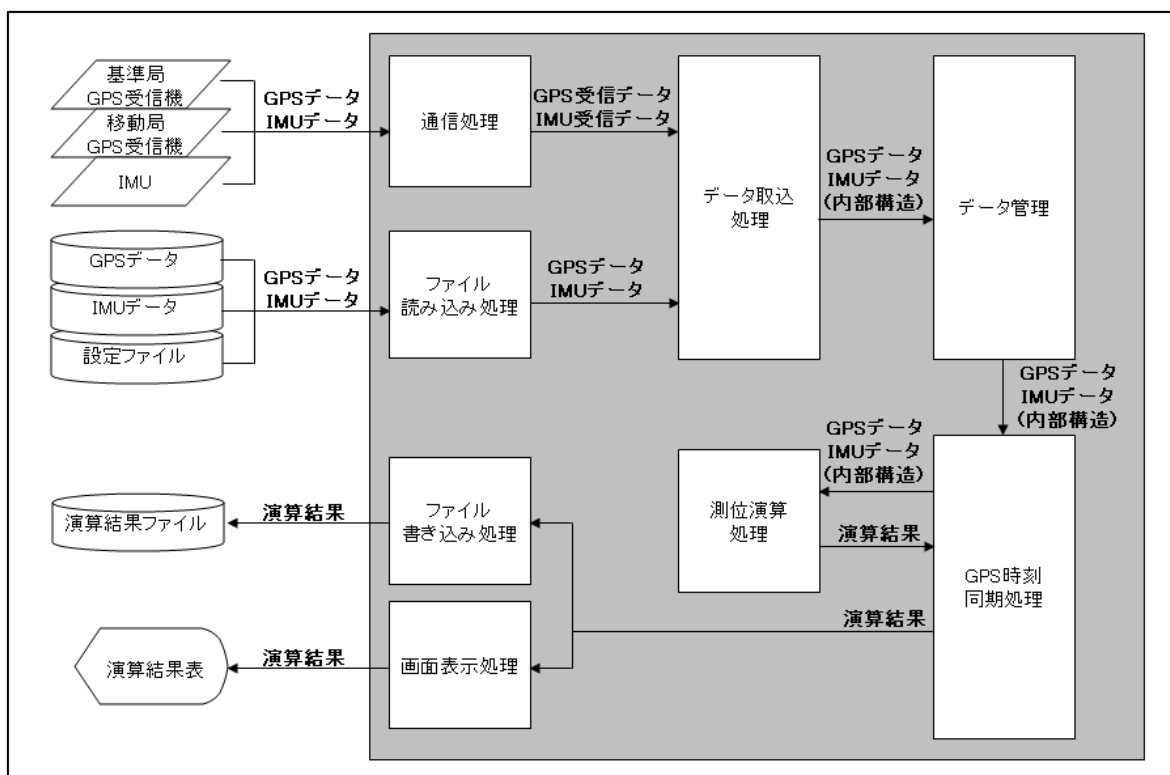 基準局
GPS受信機
移動局
GPS受信機
IMU
GPSデータ
IMUデータ
通信処理
GPS受信データ
IMU受信データ
データ取込
処理
GPSデータ
IMUデータ
(内部構造)
データ管理
GPSデータ
IMUデータ
設定ファイル
GPSデータ
IMUデータ
ファイル
読み込み処理
GPSデータ
IMUデータ
GPSデータ
IMUデータ
(内部構造)
GPSデータ
IMUデータ
(内部構造)
演算結果ファイル
演算結果
ファイル
書き込み処理
測位演算
処理
演算結果
GPS時刻
同期処理
演算結果
演算結果表
演算結果
画面表示処理